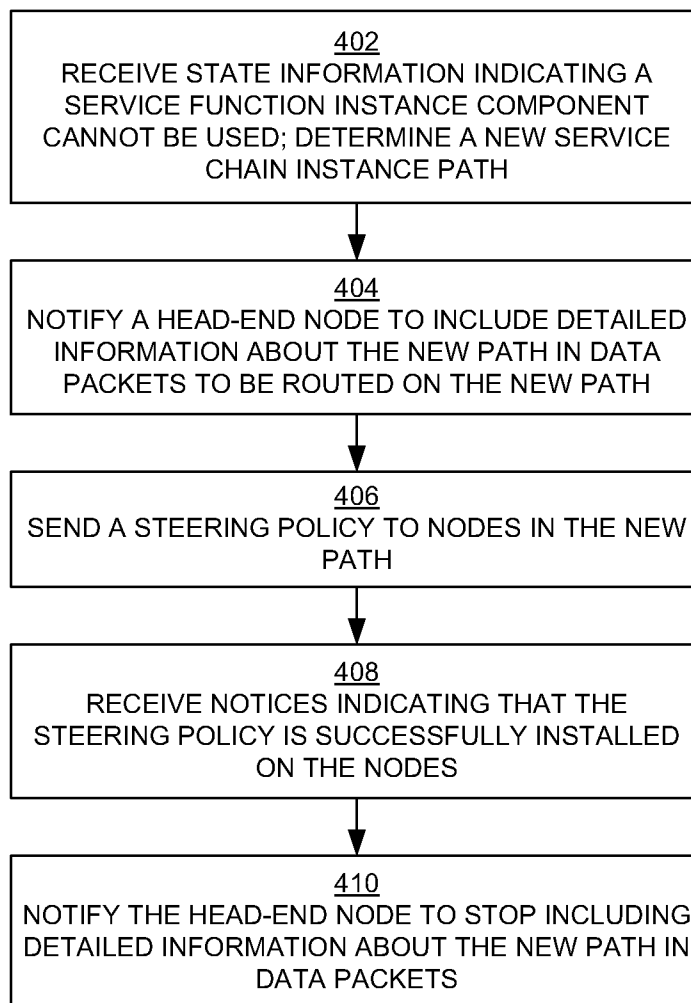 402
RECEIVE STATE INFORMATION INDICATING A
SERVICE FUNCTION INSTANCE COMPONENT
CANNOT BE USED; DETERMINE A NEW SERVICE
CHAIN INSTANCE PATH
404
NOTIFY A HEAD-END NODE TO INCLUDE DETAILED
INFORMATION ABOUT THE NEW PATH IN DATA
PACKETS TO BE ROUTED ON THE NEW PATH
406
SEND A STEERING POLICY TO NODES IN THE NEW
PATH
408
RECEIVE NOTICES INDICATING THAT THE
STEERING POLICY IS SUCCESSFULLY INSTALLED
ON THE NODES
410
NOTIFY THE HEAD-END NODE TO STOP INCLUDING
DETAILED INFORMATION ABOUT THE NEW PATH IN
DATA PACKETS